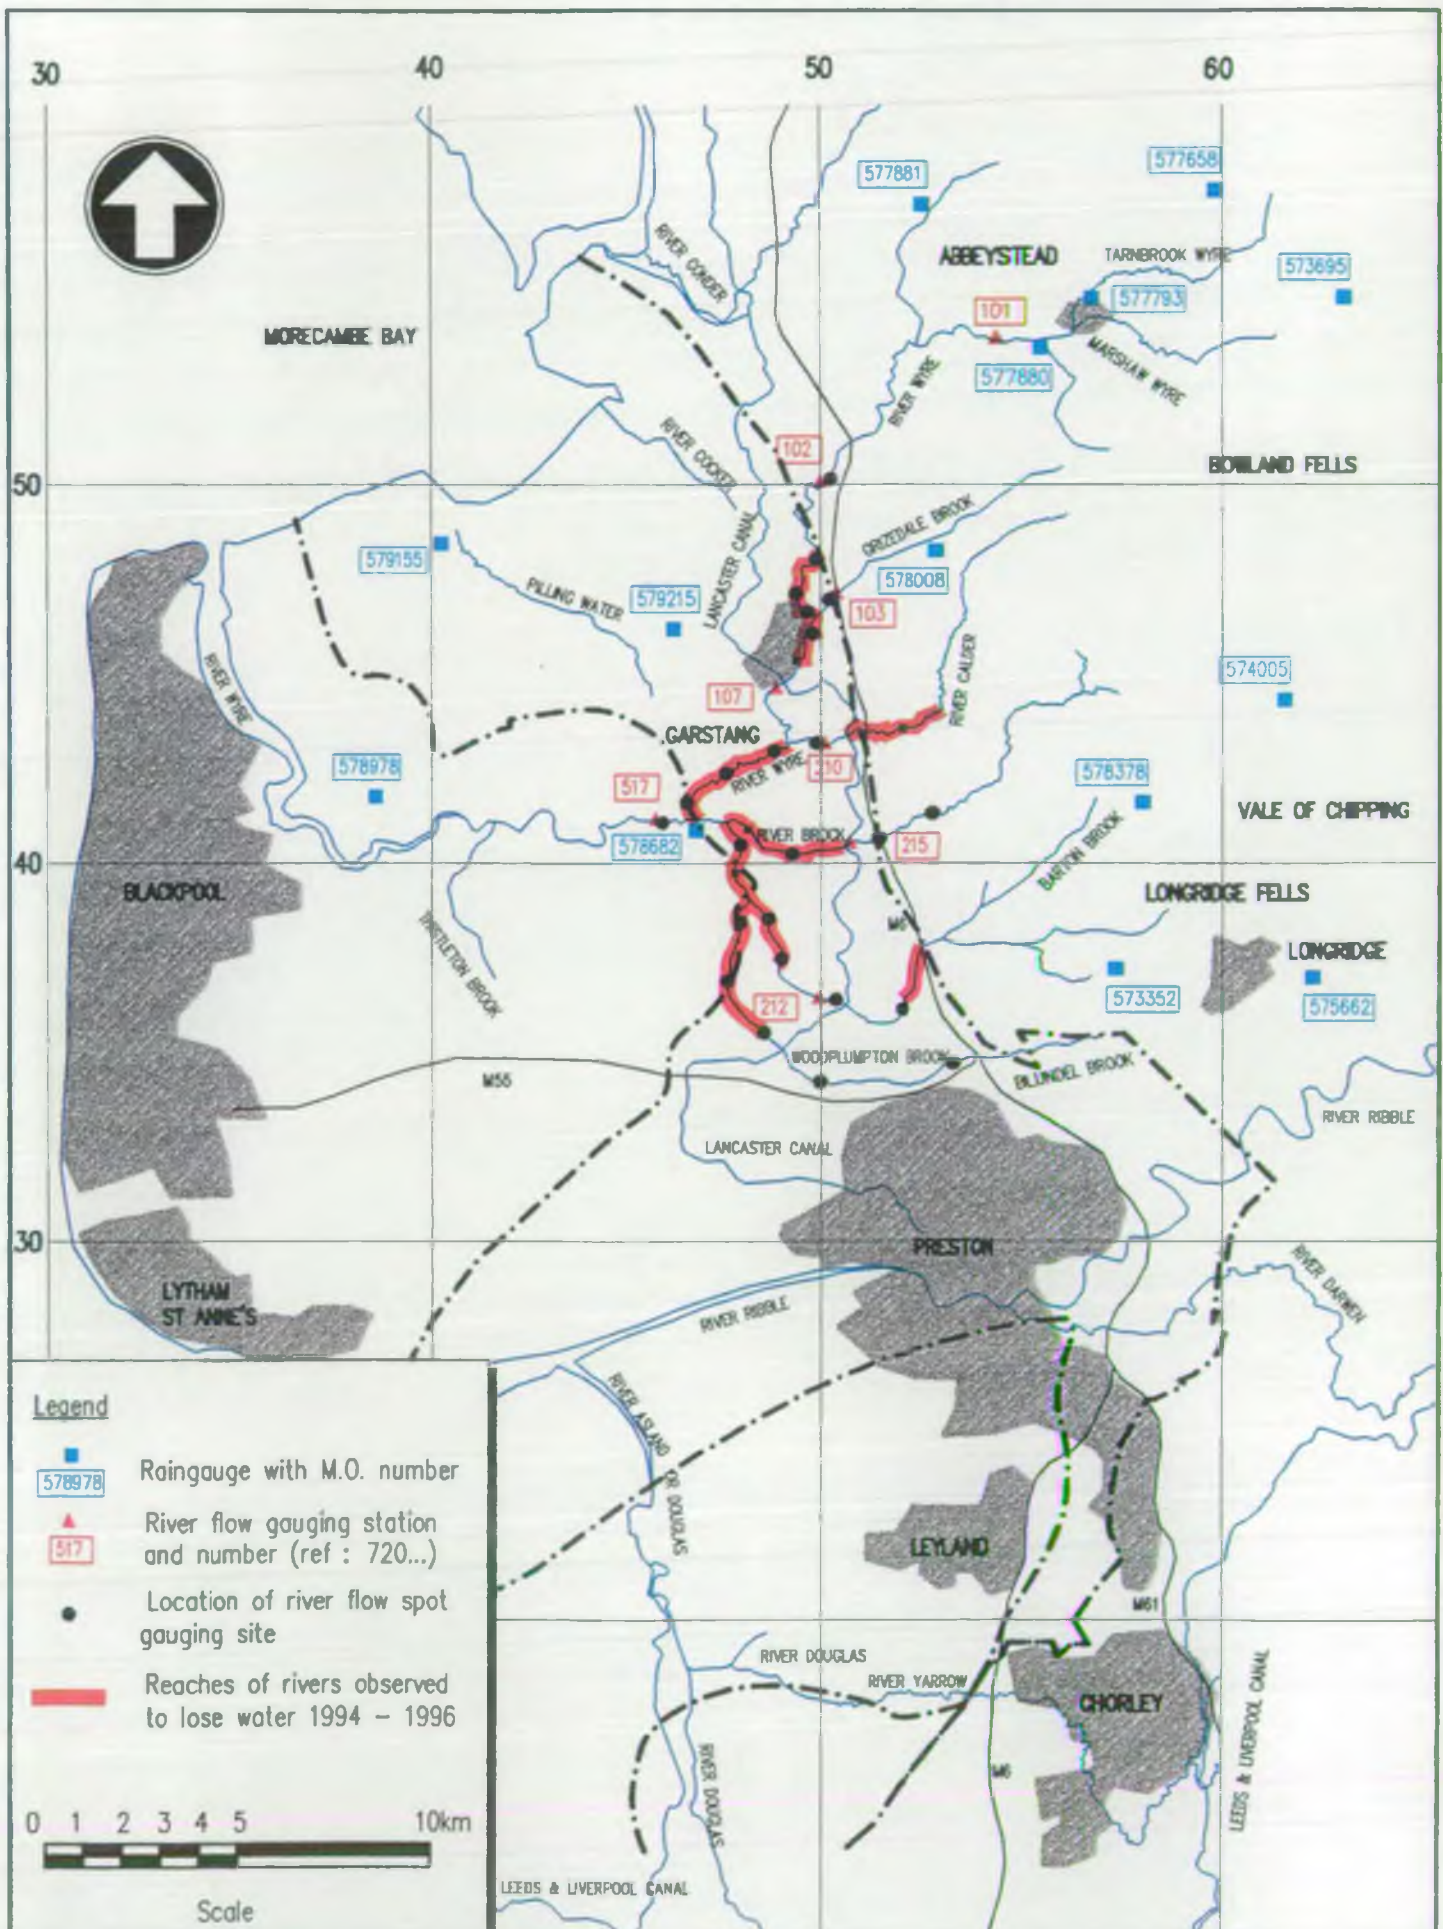 30
40
50
60
577658
577881
RIVER CONDER
ABBEYSTEAD
TARNBROOK WYRE
573695
577793
101
MORECAMBE BAY
MARSHAW WYRE
577880
RIVER WYRE
RIVER COCKER
102
BOWLAND FELLS
50
GRIZEDALE BROOK
LANCASTER CANAL
579155
578008
PILLING WATER
579215
103
RIVER CALDER
RIVER WYRE
574005
107
GARSTANG
578978
517
RIVER WYRE
210
578378
VALE OF CHIPPING
578682
RIVER BROCK
215
BARTON BROOK
40
BLACKPOOL
LONGRIDGE FELLS
THISTLETON BROOK
M6
LONGRIDGE
573352
575662
212
WOODPLUMPTON BROOK
M55
BLUNDEL BROOK
RIVER RIBBLE
LANCASTER CANAL
30
PRESTON
RIVER DARWEN
LYTHAM
ST ANNE'S
RIVER RIBBLE
RIVER ASLAND OR DOUGLAS
Legend
578978
Raingauge with M.O. number
517
River flow gauging station
and number (ref : 720...)
LEYLAND
Location of river flow spot
gauging site
M61
RIVER DOUGLAS
RIVER YARROW
Reaches of rivers observed
to lose water 1994 - 1996
CHORLEY
LEEDS & LIVERPOOL CANAL
M6
RIVER DOUGLAS
0 1 2 3 4 5 10km
Scale
LEEDS & LIVERPOOL CANAL